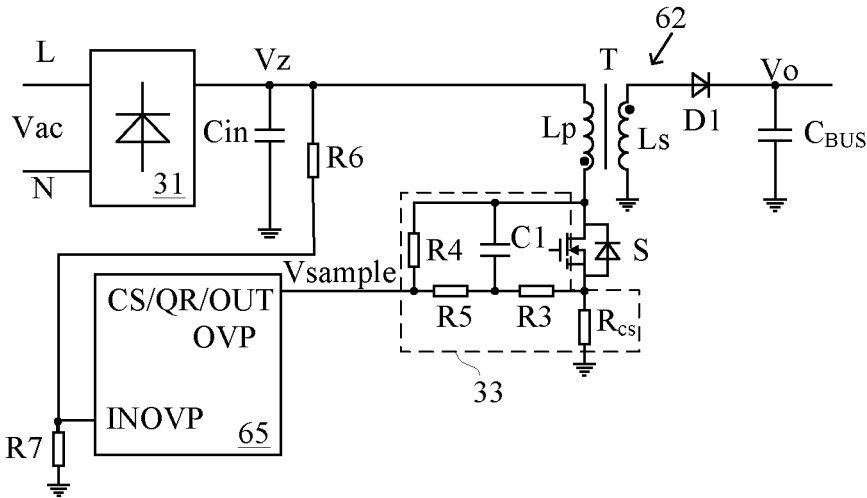 62
L
Vz
T
Vo
Vac
Cin
R6
Lp
Ls
D1
CBUS
N
31
R4
C1
S
Vsample
CS/QR/OUT
OVP
R5
R3
Rcs
33
INOVP
65
R7